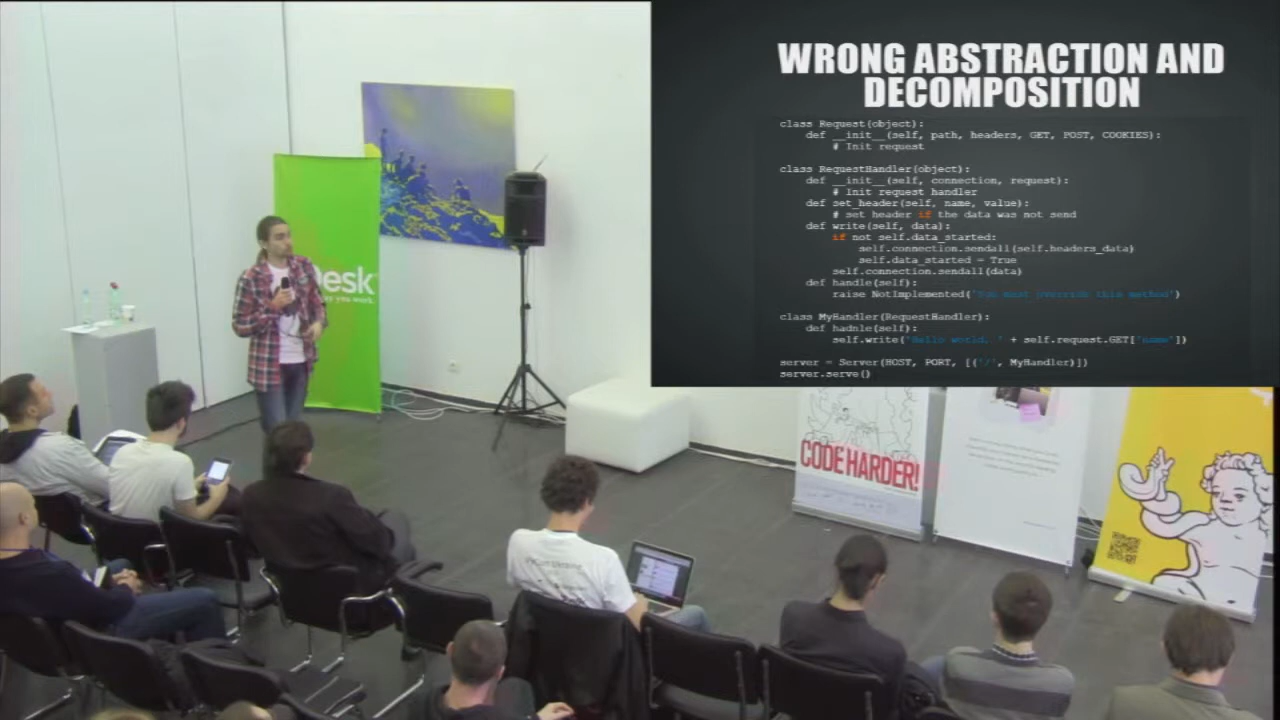 WRONG ABSTRACTION AND
DECOMPOSITION
class Request(object):
def __init__(self, path, headers, GET, POST, COOKIES):
# Init request
class RequestHandler(object):
def __init__(self, connection, request):
# Init request handler
def set_header(self, name, value):
# set header if the data was not send
def write(self, data):
if not self.data_started:
self.connection.sendall(self.headers_data)
self.data_started = True
self.connection.sendall(data)
def handle(self):
raise NotImplemented('You must override this method')
class MyHandler(RequestHandler):
def hadnle(self):
self.write('Hello world, ' + self.request.GET['name'])
server = Server(HOST, PORT, [('/', MyHandler)])
server.serve()
Desk
you work.
CODE HARDER!